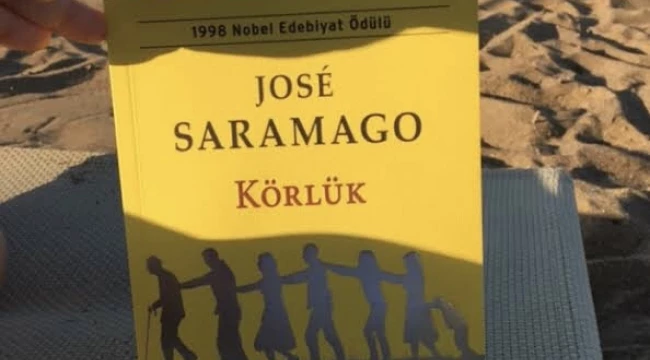 1998 Nobel Edebiyat Ödülü
JOSÉ
SARAMAGO
KÖRLÜK